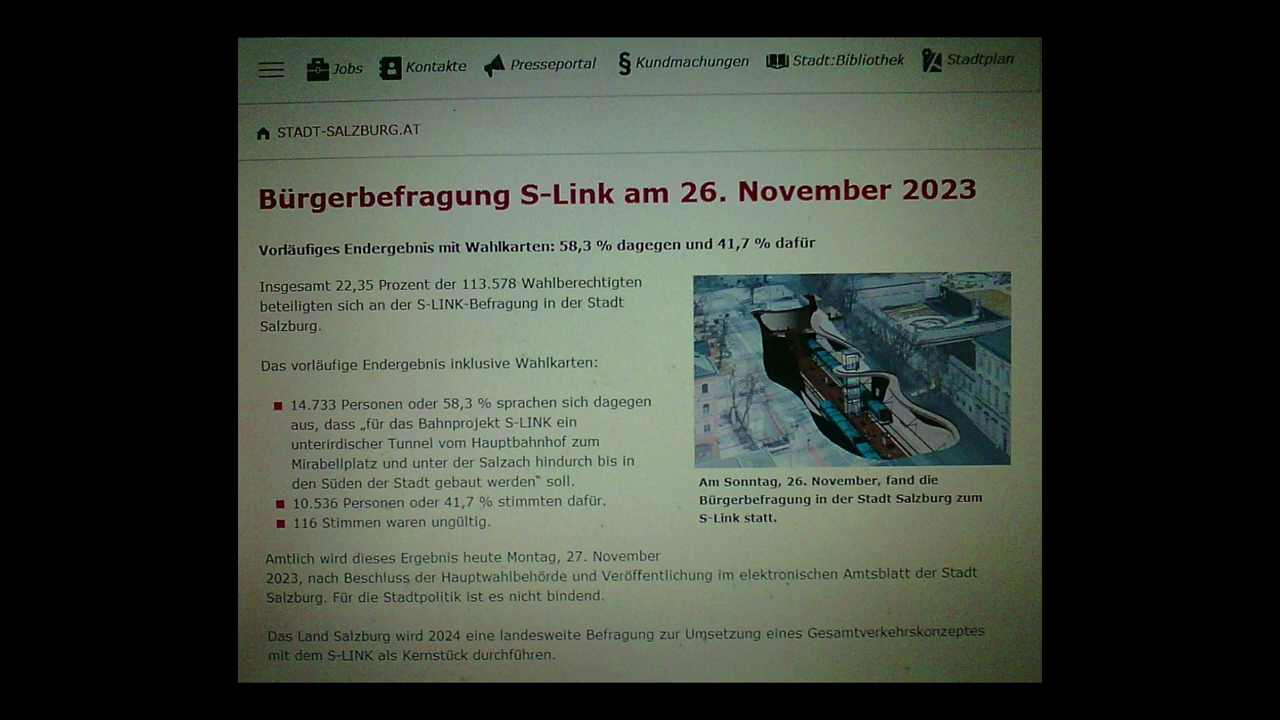 Jobs Kontakte Presseportal § Kundmachungen Stadt:Bibliothek Stadtplan
STADT-SALZBURG.AT
Bürgerbefragung S-Link am 26. November 2023
Vorläufiges Endergebnis mit Wahlkarten: 58,3 % dagegen und 41,7 % dafür
Insgesamt 22,35 Prozent der 113.578 Wahlberechtigten
beteiligten sich an der S-LINK-Befragung in der Stadt
Salzburg.
Das vorläufige Endergebnis inklusive Wahlkarten:
14.733 Personen oder 58,3 % sprachen sich dagegen
aus, dass „für das Bahnprojekt S-LINK ein
unterirdischer Tunnel vom Hauptbahnhof zum
Mirabellplatz und unter der Salzach hindurch bis in
den Süden der Stadt gebaut werden“ soll.
10.536 Personen oder 41,7 % stimmten dafür.
116 Stimmen waren ungültig.
Am Sonntag, 26. November, fand die
Bürgerbefragung in der Stadt Salzburg zum
S-Link statt.
Amtlich wird dieses Ergebnis heute Montag, 27. November
2023, nach Beschluss der Hauptwahlbehörde und Veröffentlichung im elektronischen Amtsblatt der Stadt
Salzburg. Für die Stadtpolitik ist es nicht bindend.
Das Land Salzburg wird 2024 eine landesweite Befragung zur Umsetzung eines Gesamtverkehrskonzeptes
mit dem S-LINK als Kernstück durchführen.